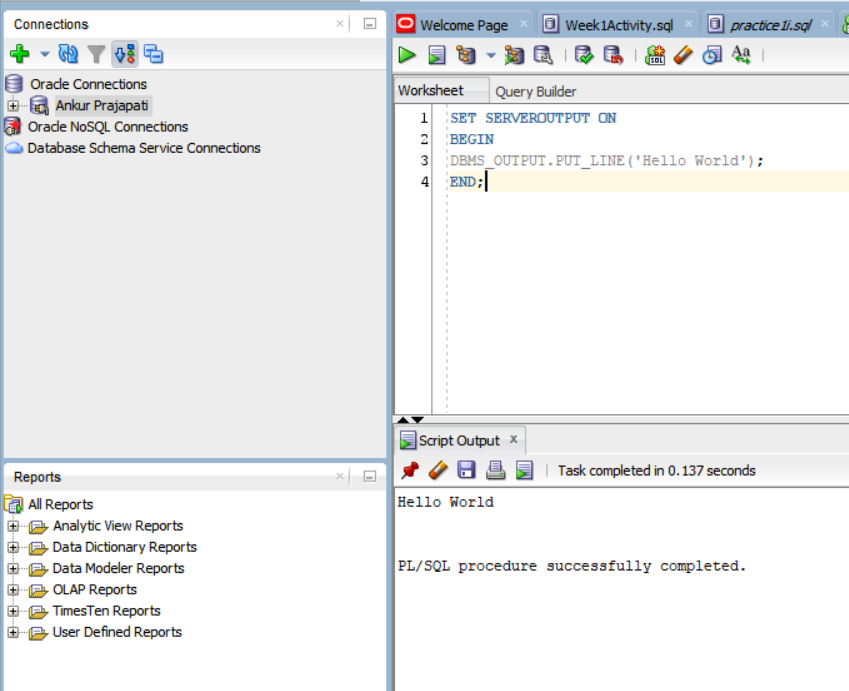 Connections
Oracle Connections
Ankur Prajapati
Oracle NoSQL Connections
Database Schema Service Connections
Reports
All Reports
Analytic View Reports
Data Dictionary Reports
Data Modeler Reports
OLAP Reports
TimesTen Reports
User Defined Reports
Welcome Page Week1Activity.sql practice1i.sql
SQL Aa
Worksheet Query Builder
1 SET SERVEROUTPUT ON
2 BEGIN
3 DBMS_OUTPUT.PUT_LINE('Hello World');
4 END;
Script Output
Task completed in 0.137 seconds
Hello World
PL/SQL procedure successfully completed.